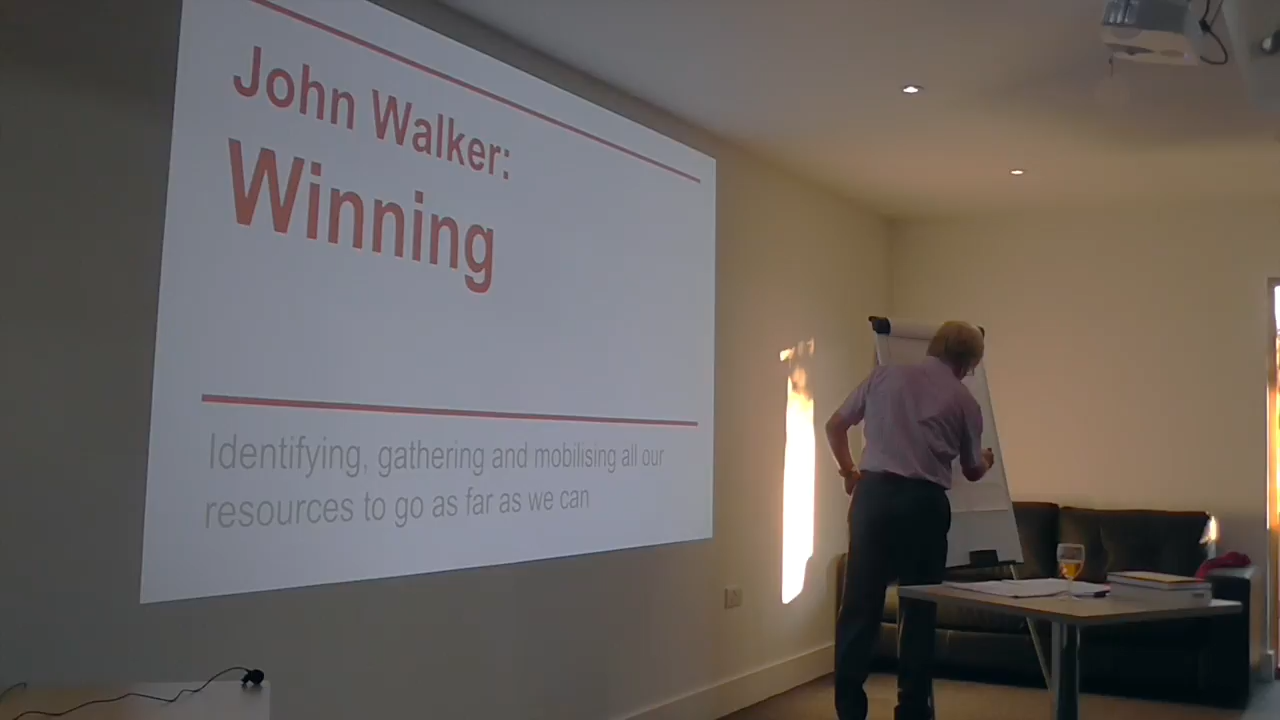 John Walker:
Winning
Identifying, gathering and mobilising all our
resources to go as far as we can